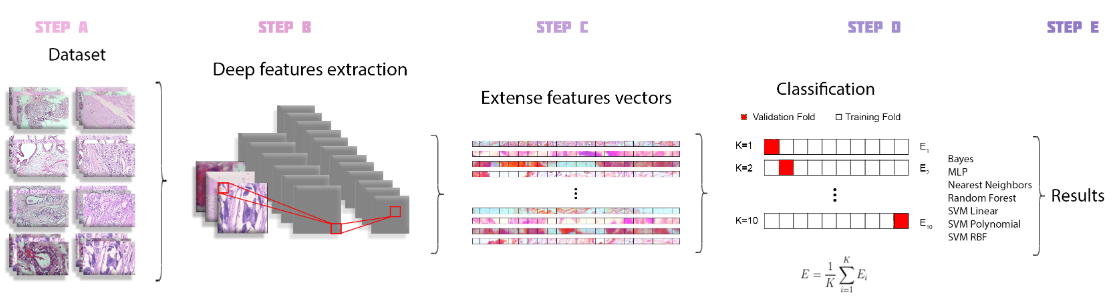 STEP A
STEP B
STEP C
STEP D
STEP E
Dataset
Deep features extraction
Extense features vectors
...
Classification
Validation Fold
Training Fold
K=1
E₁
K=2
E₂
...
K=10
E₁₀
E = \frac{1}{K} \sum_{i=1}^{K} E_i
Bayes
MLP
Nearest Neighbors
Random Forest
SVM Linear
SVM Polynomial
SVM RBF
Results